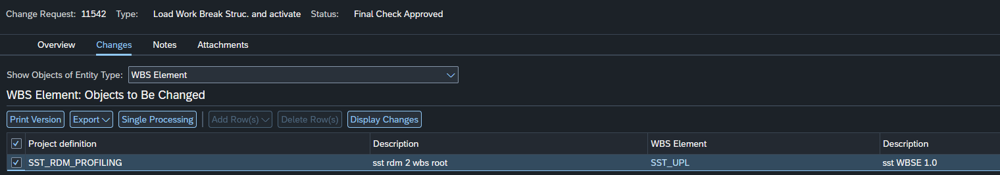 Change Request: 11542 Type: Load Work Break Struc. and activate Status: Final Check Approved
Overview Changes Notes Attachments
Show Objects of Entity Type: WBS Element
WBS Element: Objects to Be Changed
Print Version Export Single Processing Add Row(s) Delete Row(s) Display Changes
Project definition Description WBS Element Description
SST_RDM_PROFILING sst rdm 2 wbs root SST_UPL sst WBSE 1.0